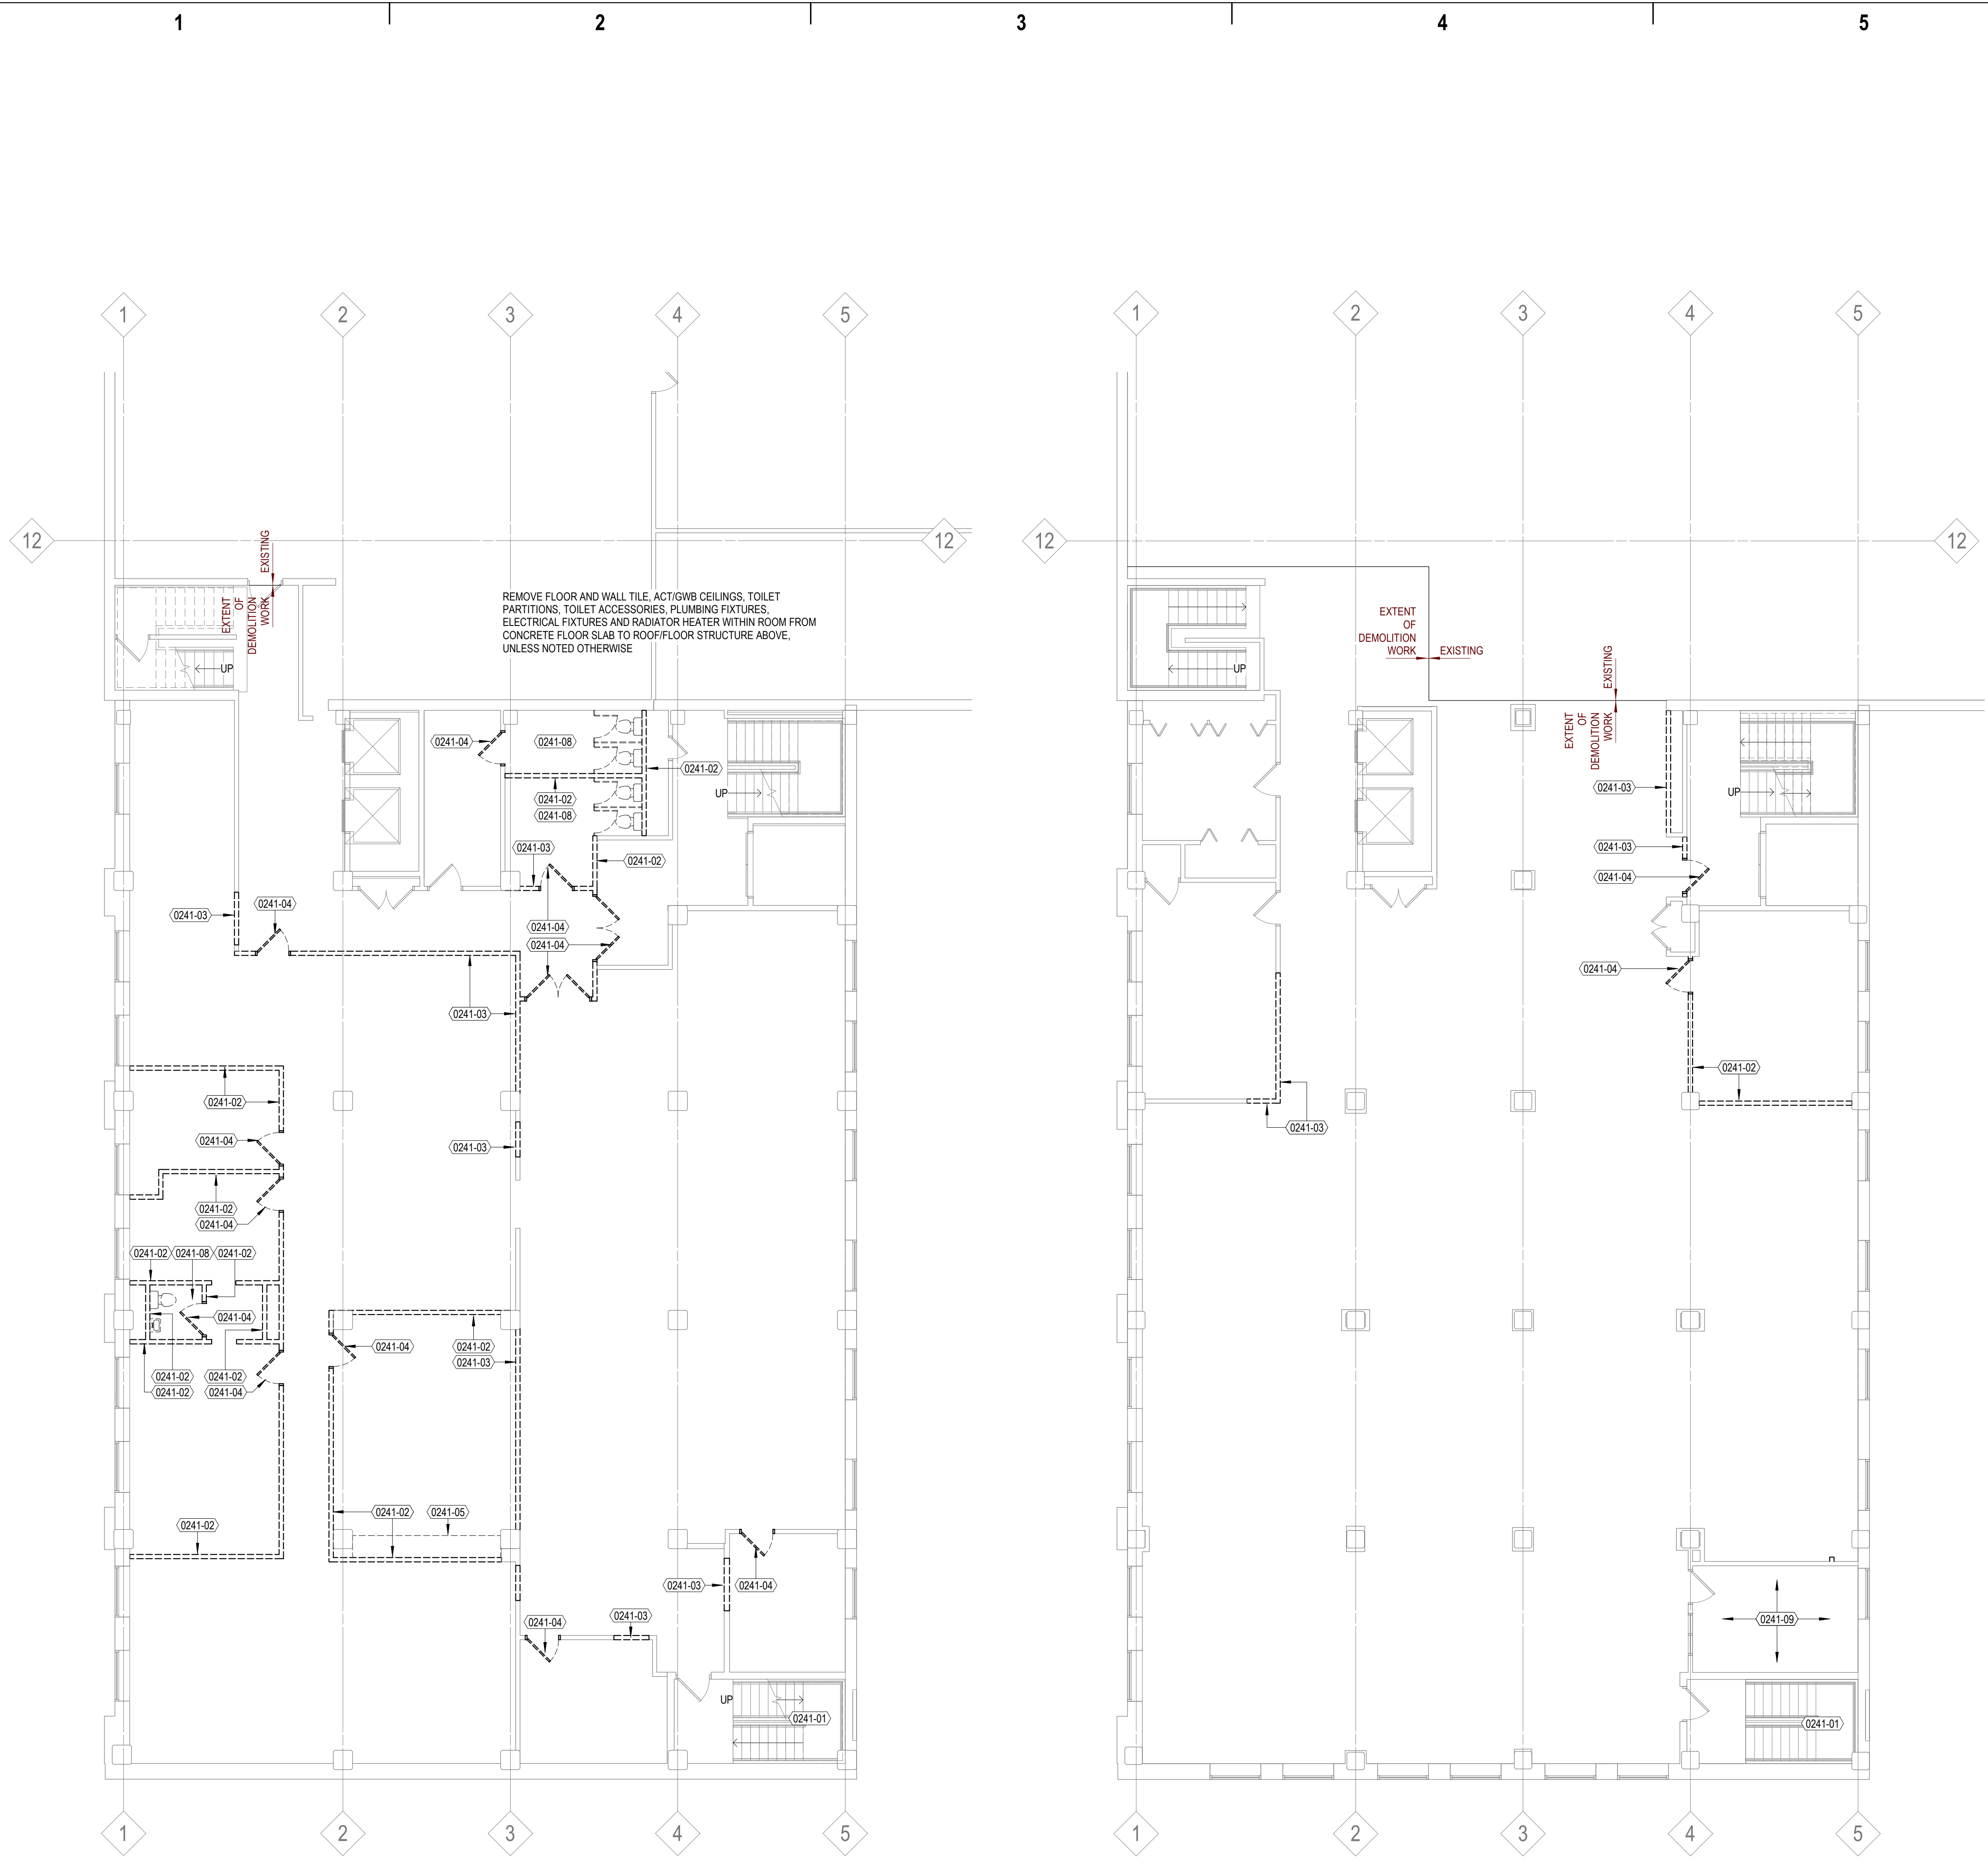 1 2 3 4 5
1 2 3 4 5
1 2 3 4 5
12 12
12 12
EXISTING
EXTENT
OF
DEMOLITION
WORK
REMOVE FLOOR AND WALL TILE, ACT/GWB CEILINGS, TOILET
PARTITIONS, TOILET ACCESSORIES, PLUMBING FIXTURES,
ELECTRICAL FIXTURES AND RADIATOR HEATER WITHIN ROOM FROM
CONCRETE FLOOR SLAB TO ROOF/FLOOR STRUCTURE ABOVE,
UNLESS NOTED OTHERWISE
UP
0241-04
0241-08
0241-02
UP
0241-02
0241-08
0241-03
0241-02
0241-04
0241-03
0241-04
0241-04
0241-03
0241-02
0241-04
0241-03
0241-02
0241-04
0241-02
0241-08
0241-02
0241-04
0241-04
0241-02
0241-03
0241-02
0241-02
0241-02
0241-04
0241-02
0241-05
0241-02
0241-03
0241-04
0241-03
0241-04
UP
0241-01
1 2 3 4 5
EXTENT
OF
DEMOLITION
WORK
EXISTING
EXISTING
EXTENT
OF
DEMOLITION
WORK
UP
0241-03
UP
0241-03
0241-04
0241-04
0241-02
0241-03
0241-09
0241-01
1 2 3 4 5